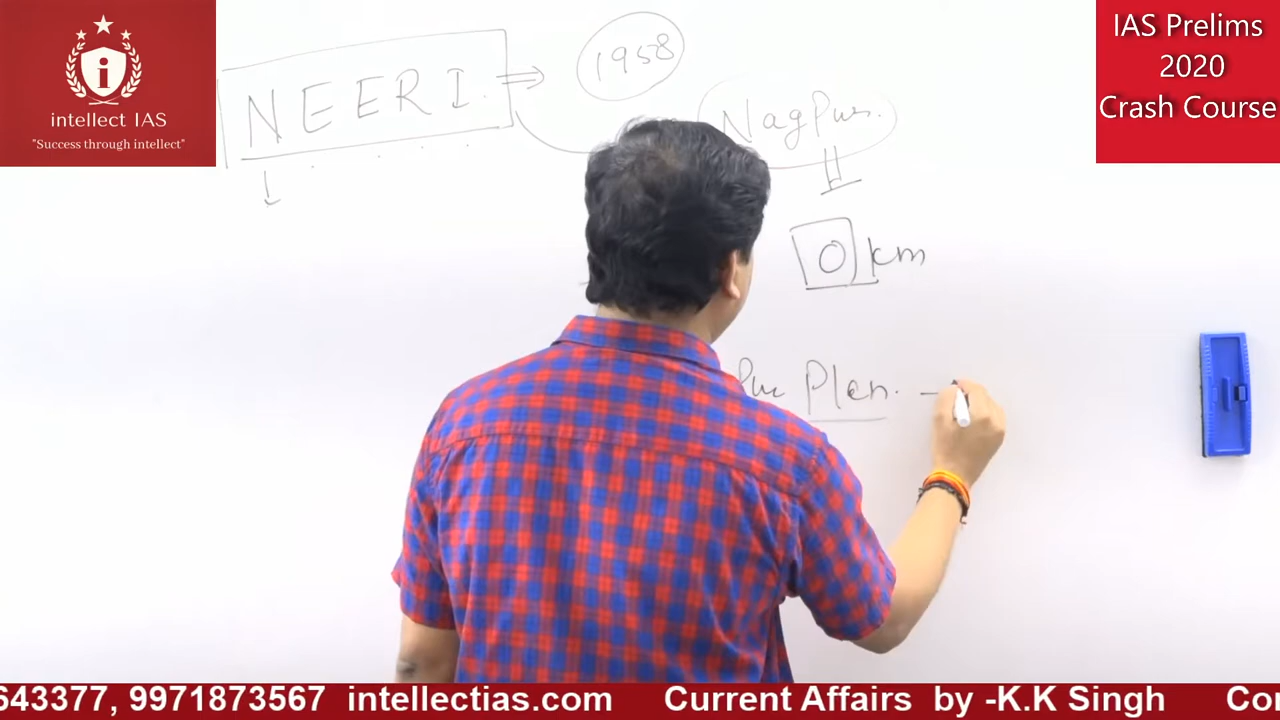 intellect IAS
"Success through intellect"
NEERI
1958
NagPur.
0 km
Plan.
IAS Prelims
2020
Crash Course
643377, 9971873567 intellectias.com Current Affairs by -K.K Singh Co